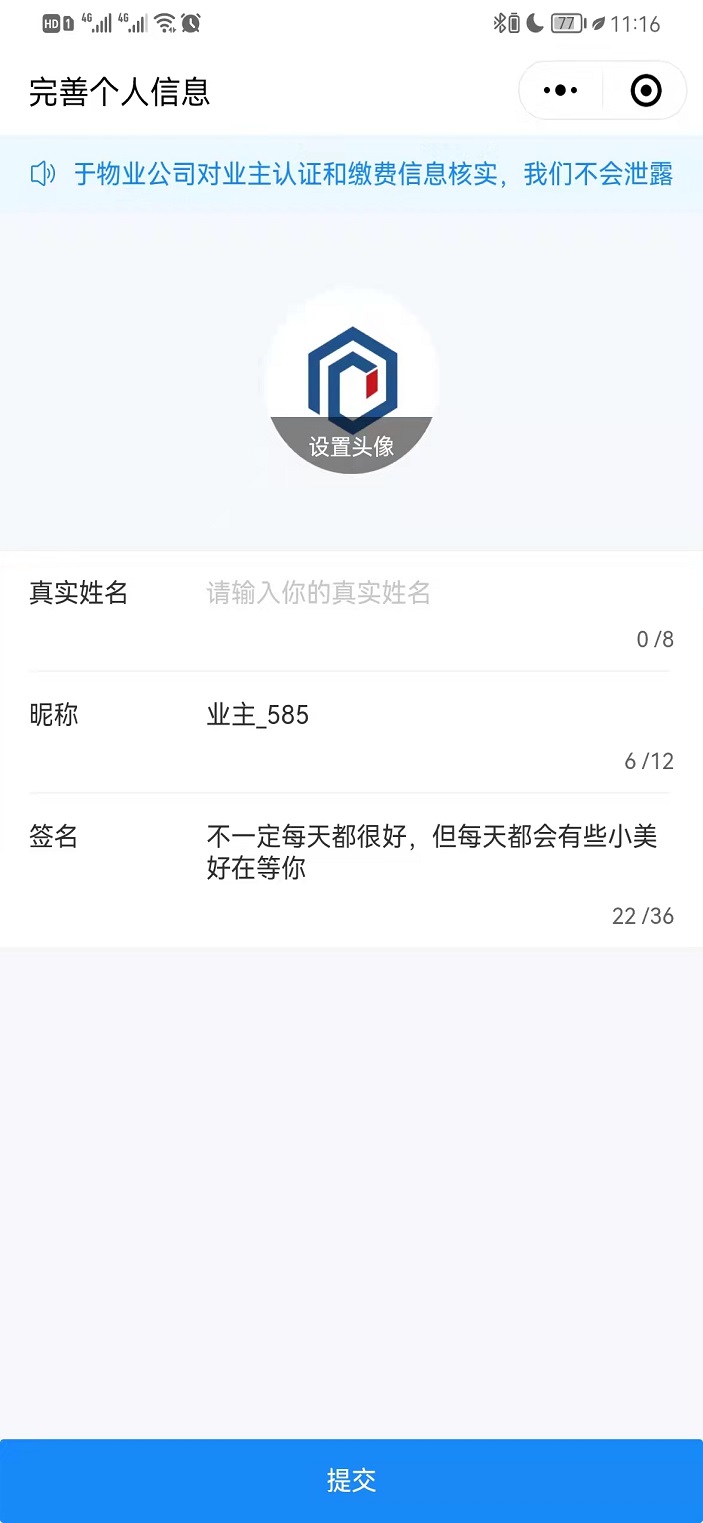 HD 1 4G 4G 77 11:16
完善个人信息
于物业公司对业主认证和缴费信息核实，我们不会泄露
设置头像
真实姓名 请输入你的真实姓名
0 /8
昵称 业主_585
6 /12
签名 不一定每天都很好，但每天都会有些小美
好在等你
22 /36
提交